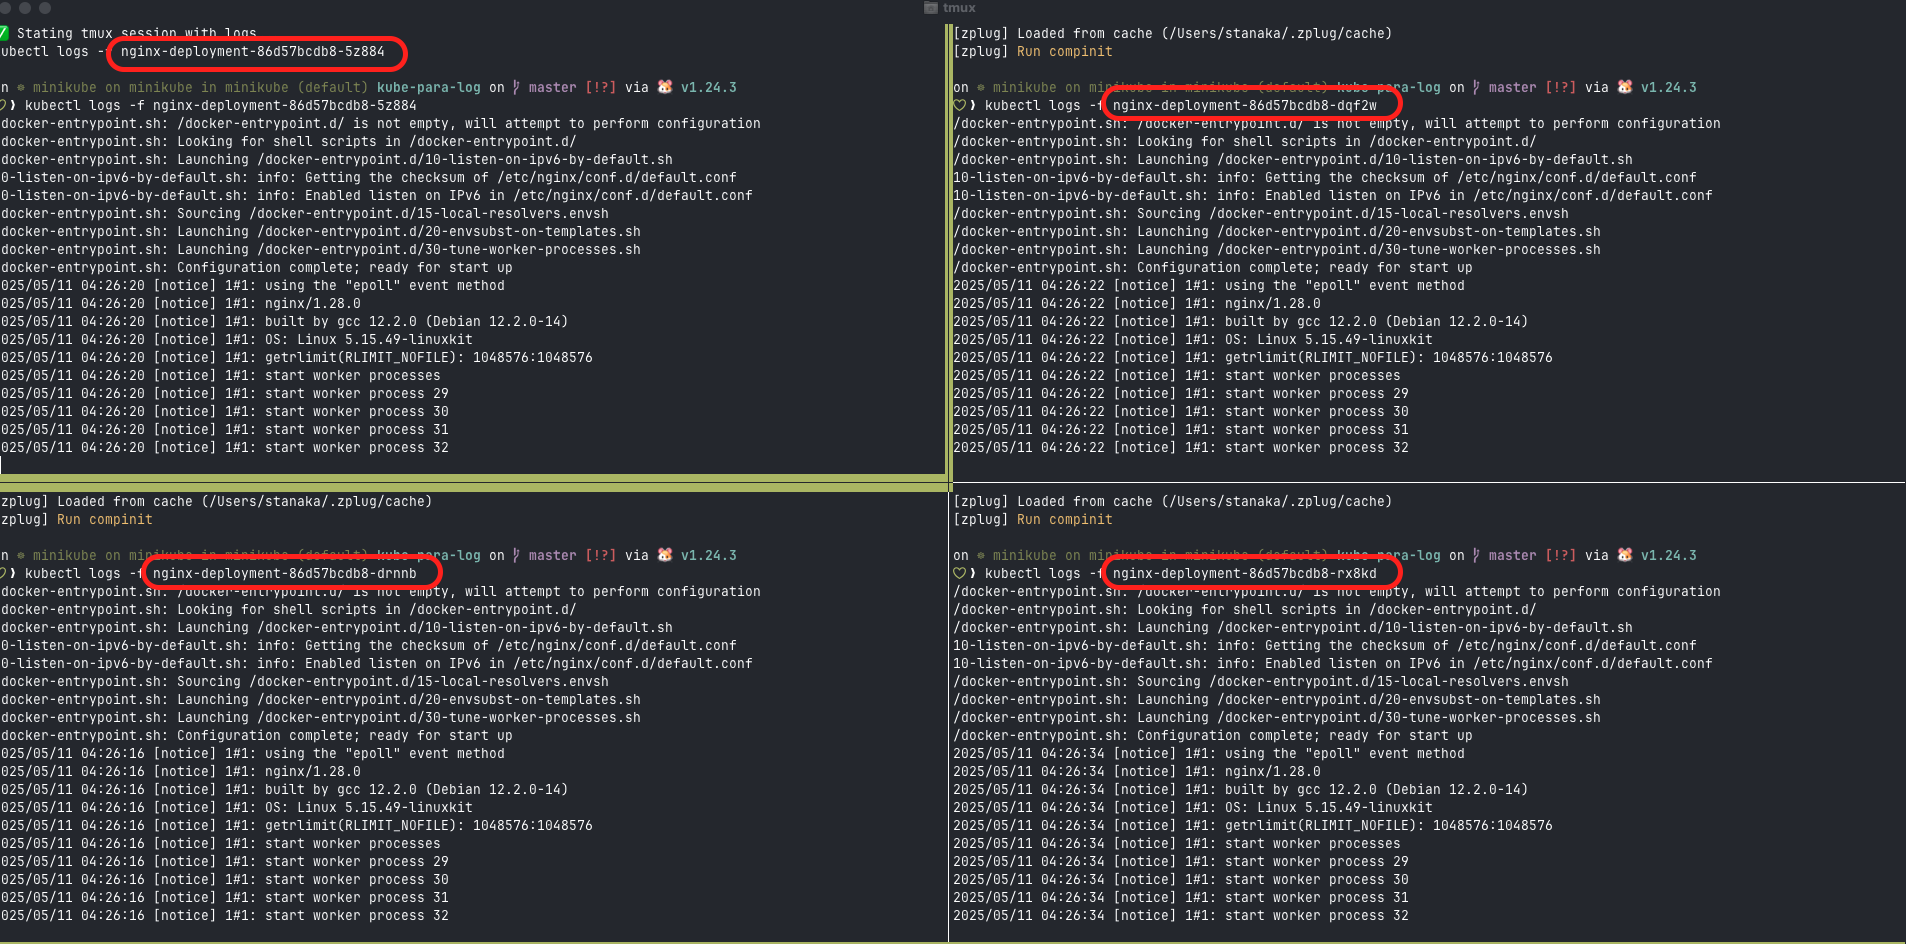 tmux
Stating tmux session with logs
ubectl logs -f nginx-deployment-86d57bcdb8-5z884
n ☸ minikube on minikube in minikube (default) kube-para-log on master [!?] via 🐹 v1.24.3
❯ kubectl logs -f nginx-deployment-86d57bcdb8-5z884
docker-entrypoint.sh: /docker-entrypoint.d/ is not empty, will attempt to perform configuration
docker-entrypoint.sh: Looking for shell scripts in /docker-entrypoint.d/
docker-entrypoint.sh: Launching /docker-entrypoint.d/10-listen-on-ipv6-by-default.sh
0-listen-on-ipv6-by-default.sh: info: Getting the checksum of /etc/nginx/conf.d/default.conf
0-listen-on-ipv6-by-default.sh: info: Enabled listen on IPv6 in /etc/nginx/conf.d/default.conf
docker-entrypoint.sh: Sourcing /docker-entrypoint.d/15-local-resolvers.envsh
docker-entrypoint.sh: Launching /docker-entrypoint.d/20-envsubst-on-templates.sh
docker-entrypoint.sh: Launching /docker-entrypoint.d/30-tune-worker-processes.sh
docker-entrypoint.sh: Configuration complete; ready for start up
025/05/11 04:26:20 [notice] 1#1: using the "epoll" event method
025/05/11 04:26:20 [notice] 1#1: nginx/1.28.0
025/05/11 04:26:20 [notice] 1#1: built by gcc 12.2.0 (Debian 12.2.0-14)
025/05/11 04:26:20 [notice] 1#1: OS: Linux 5.15.49-linuxkit
025/05/11 04:26:20 [notice] 1#1: getrlimit(RLIMIT_NOFILE): 1048576:1048576
025/05/11 04:26:20 [notice] 1#1: start worker processes
025/05/11 04:26:20 [notice] 1#1: start worker process 29
025/05/11 04:26:20 [notice] 1#1: start worker process 30
025/05/11 04:26:20 [notice] 1#1: start worker process 31
025/05/11 04:26:20 [notice] 1#1: start worker process 32
[zplug] Loaded from cache (/Users/stanaka/.zplug/cache)
[zplug] Run compinit
on ☸ minikube on minikube in minikube (default) kube-para-log on master [!?] via 🐹 v1.24.3
❯ kubectl logs -f nginx-deployment-86d57bcdb8-dqf2w
/docker-entrypoint.sh: /docker-entrypoint.d/ is not empty, will attempt to perform configuration
/docker-entrypoint.sh: Looking for shell scripts in /docker-entrypoint.d/
/docker-entrypoint.sh: Launching /docker-entrypoint.d/10-listen-on-ipv6-by-default.sh
10-listen-on-ipv6-by-default.sh: info: Getting the checksum of /etc/nginx/conf.d/default.conf
10-listen-on-ipv6-by-default.sh: info: Enabled listen on IPv6 in /etc/nginx/conf.d/default.conf
/docker-entrypoint.sh: Sourcing /docker-entrypoint.d/15-local-resolvers.envsh
/docker-entrypoint.sh: Launching /docker-entrypoint.d/20-envsubst-on-templates.sh
/docker-entrypoint.sh: Launching /docker-entrypoint.d/30-tune-worker-processes.sh
/docker-entrypoint.sh: Configuration complete; ready for start up
2025/05/11 04:26:22 [notice] 1#1: using the "epoll" event method
2025/05/11 04:26:22 [notice] 1#1: nginx/1.28.0
2025/05/11 04:26:22 [notice] 1#1: built by gcc 12.2.0 (Debian 12.2.0-14)
2025/05/11 04:26:22 [notice] 1#1: OS: Linux 5.15.49-linuxkit
2025/05/11 04:26:22 [notice] 1#1: getrlimit(RLIMIT_NOFILE): 1048576:1048576
2025/05/11 04:26:22 [notice] 1#1: start worker processes
2025/05/11 04:26:22 [notice] 1#1: start worker process 29
2025/05/11 04:26:22 [notice] 1#1: start worker process 30
2025/05/11 04:26:22 [notice] 1#1: start worker process 31
2025/05/11 04:26:22 [notice] 1#1: start worker process 32
zplug] Loaded from cache (/Users/stanaka/.zplug/cache)
zplug] Run compinit
n ☸ minikube on minikube in minikube (default) kube-para-log on master [!?] via 🐹 v1.24.3
❯ kubectl logs -f nginx-deployment-86d57bcdb8-drnnb
docker-entrypoint.sh: /docker-entrypoint.d/ is not empty, will attempt to perform configuration
docker-entrypoint.sh: Looking for shell scripts in /docker-entrypoint.d/
docker-entrypoint.sh: Launching /docker-entrypoint.d/10-listen-on-ipv6-by-default.sh
0-listen-on-ipv6-by-default.sh: info: Getting the checksum of /etc/nginx/conf.d/default.conf
0-listen-on-ipv6-by-default.sh: info: Enabled listen on IPv6 in /etc/nginx/conf.d/default.conf
docker-entrypoint.sh: Sourcing /docker-entrypoint.d/15-local-resolvers.envsh
docker-entrypoint.sh: Launching /docker-entrypoint.d/20-envsubst-on-templates.sh
docker-entrypoint.sh: Launching /docker-entrypoint.d/30-tune-worker-processes.sh
docker-entrypoint.sh: Configuration complete; ready for start up
025/05/11 04:26:16 [notice] 1#1: using the "epoll" event method
025/05/11 04:26:16 [notice] 1#1: nginx/1.28.0
025/05/11 04:26:16 [notice] 1#1: built by gcc 12.2.0 (Debian 12.2.0-14)
025/05/11 04:26:16 [notice] 1#1: OS: Linux 5.15.49-linuxkit
025/05/11 04:26:16 [notice] 1#1: getrlimit(RLIMIT_NOFILE): 1048576:1048576
025/05/11 04:26:16 [notice] 1#1: start worker processes
025/05/11 04:26:16 [notice] 1#1: start worker process 29
025/05/11 04:26:16 [notice] 1#1: start worker process 30
025/05/11 04:26:16 [notice] 1#1: start worker process 31
025/05/11 04:26:16 [notice] 1#1: start worker process 32
[zplug] Loaded from cache (/Users/stanaka/.zplug/cache)
[zplug] Run compinit
on ☸ minikube on minikube in minikube (default) kube-para-log on master [!?] via 🐹 v1.24.3
❯ kubectl logs -f nginx-deployment-86d57bcdb8-rx8kd
/docker-entrypoint.sh: /docker-entrypoint.d/ is not empty, will attempt to perform configuration
/docker-entrypoint.sh: Looking for shell scripts in /docker-entrypoint.d/
/docker-entrypoint.sh: Launching /docker-entrypoint.d/10-listen-on-ipv6-by-default.sh
10-listen-on-ipv6-by-default.sh: info: Getting the checksum of /etc/nginx/conf.d/default.conf
10-listen-on-ipv6-by-default.sh: info: Enabled listen on IPv6 in /etc/nginx/conf.d/default.conf
/docker-entrypoint.sh: Sourcing /docker-entrypoint.d/15-local-resolvers.envsh
/docker-entrypoint.sh: Launching /docker-entrypoint.d/20-envsubst-on-templates.sh
/docker-entrypoint.sh: Launching /docker-entrypoint.d/30-tune-worker-processes.sh
/docker-entrypoint.sh: Configuration complete; ready for start up
2025/05/11 04:26:34 [notice] 1#1: using the "epoll" event method
2025/05/11 04:26:34 [notice] 1#1: nginx/1.28.0
2025/05/11 04:26:34 [notice] 1#1: built by gcc 12.2.0 (Debian 12.2.0-14)
2025/05/11 04:26:34 [notice] 1#1: OS: Linux 5.15.49-linuxkit
2025/05/11 04:26:34 [notice] 1#1: getrlimit(RLIMIT_NOFILE): 1048576:1048576
2025/05/11 04:26:34 [notice] 1#1: start worker processes
2025/05/11 04:26:34 [notice] 1#1: start worker process 29
2025/05/11 04:26:34 [notice] 1#1: start worker process 30
2025/05/11 04:26:34 [notice] 1#1: start worker process 31
2025/05/11 04:26:34 [notice] 1#1: start worker process 32